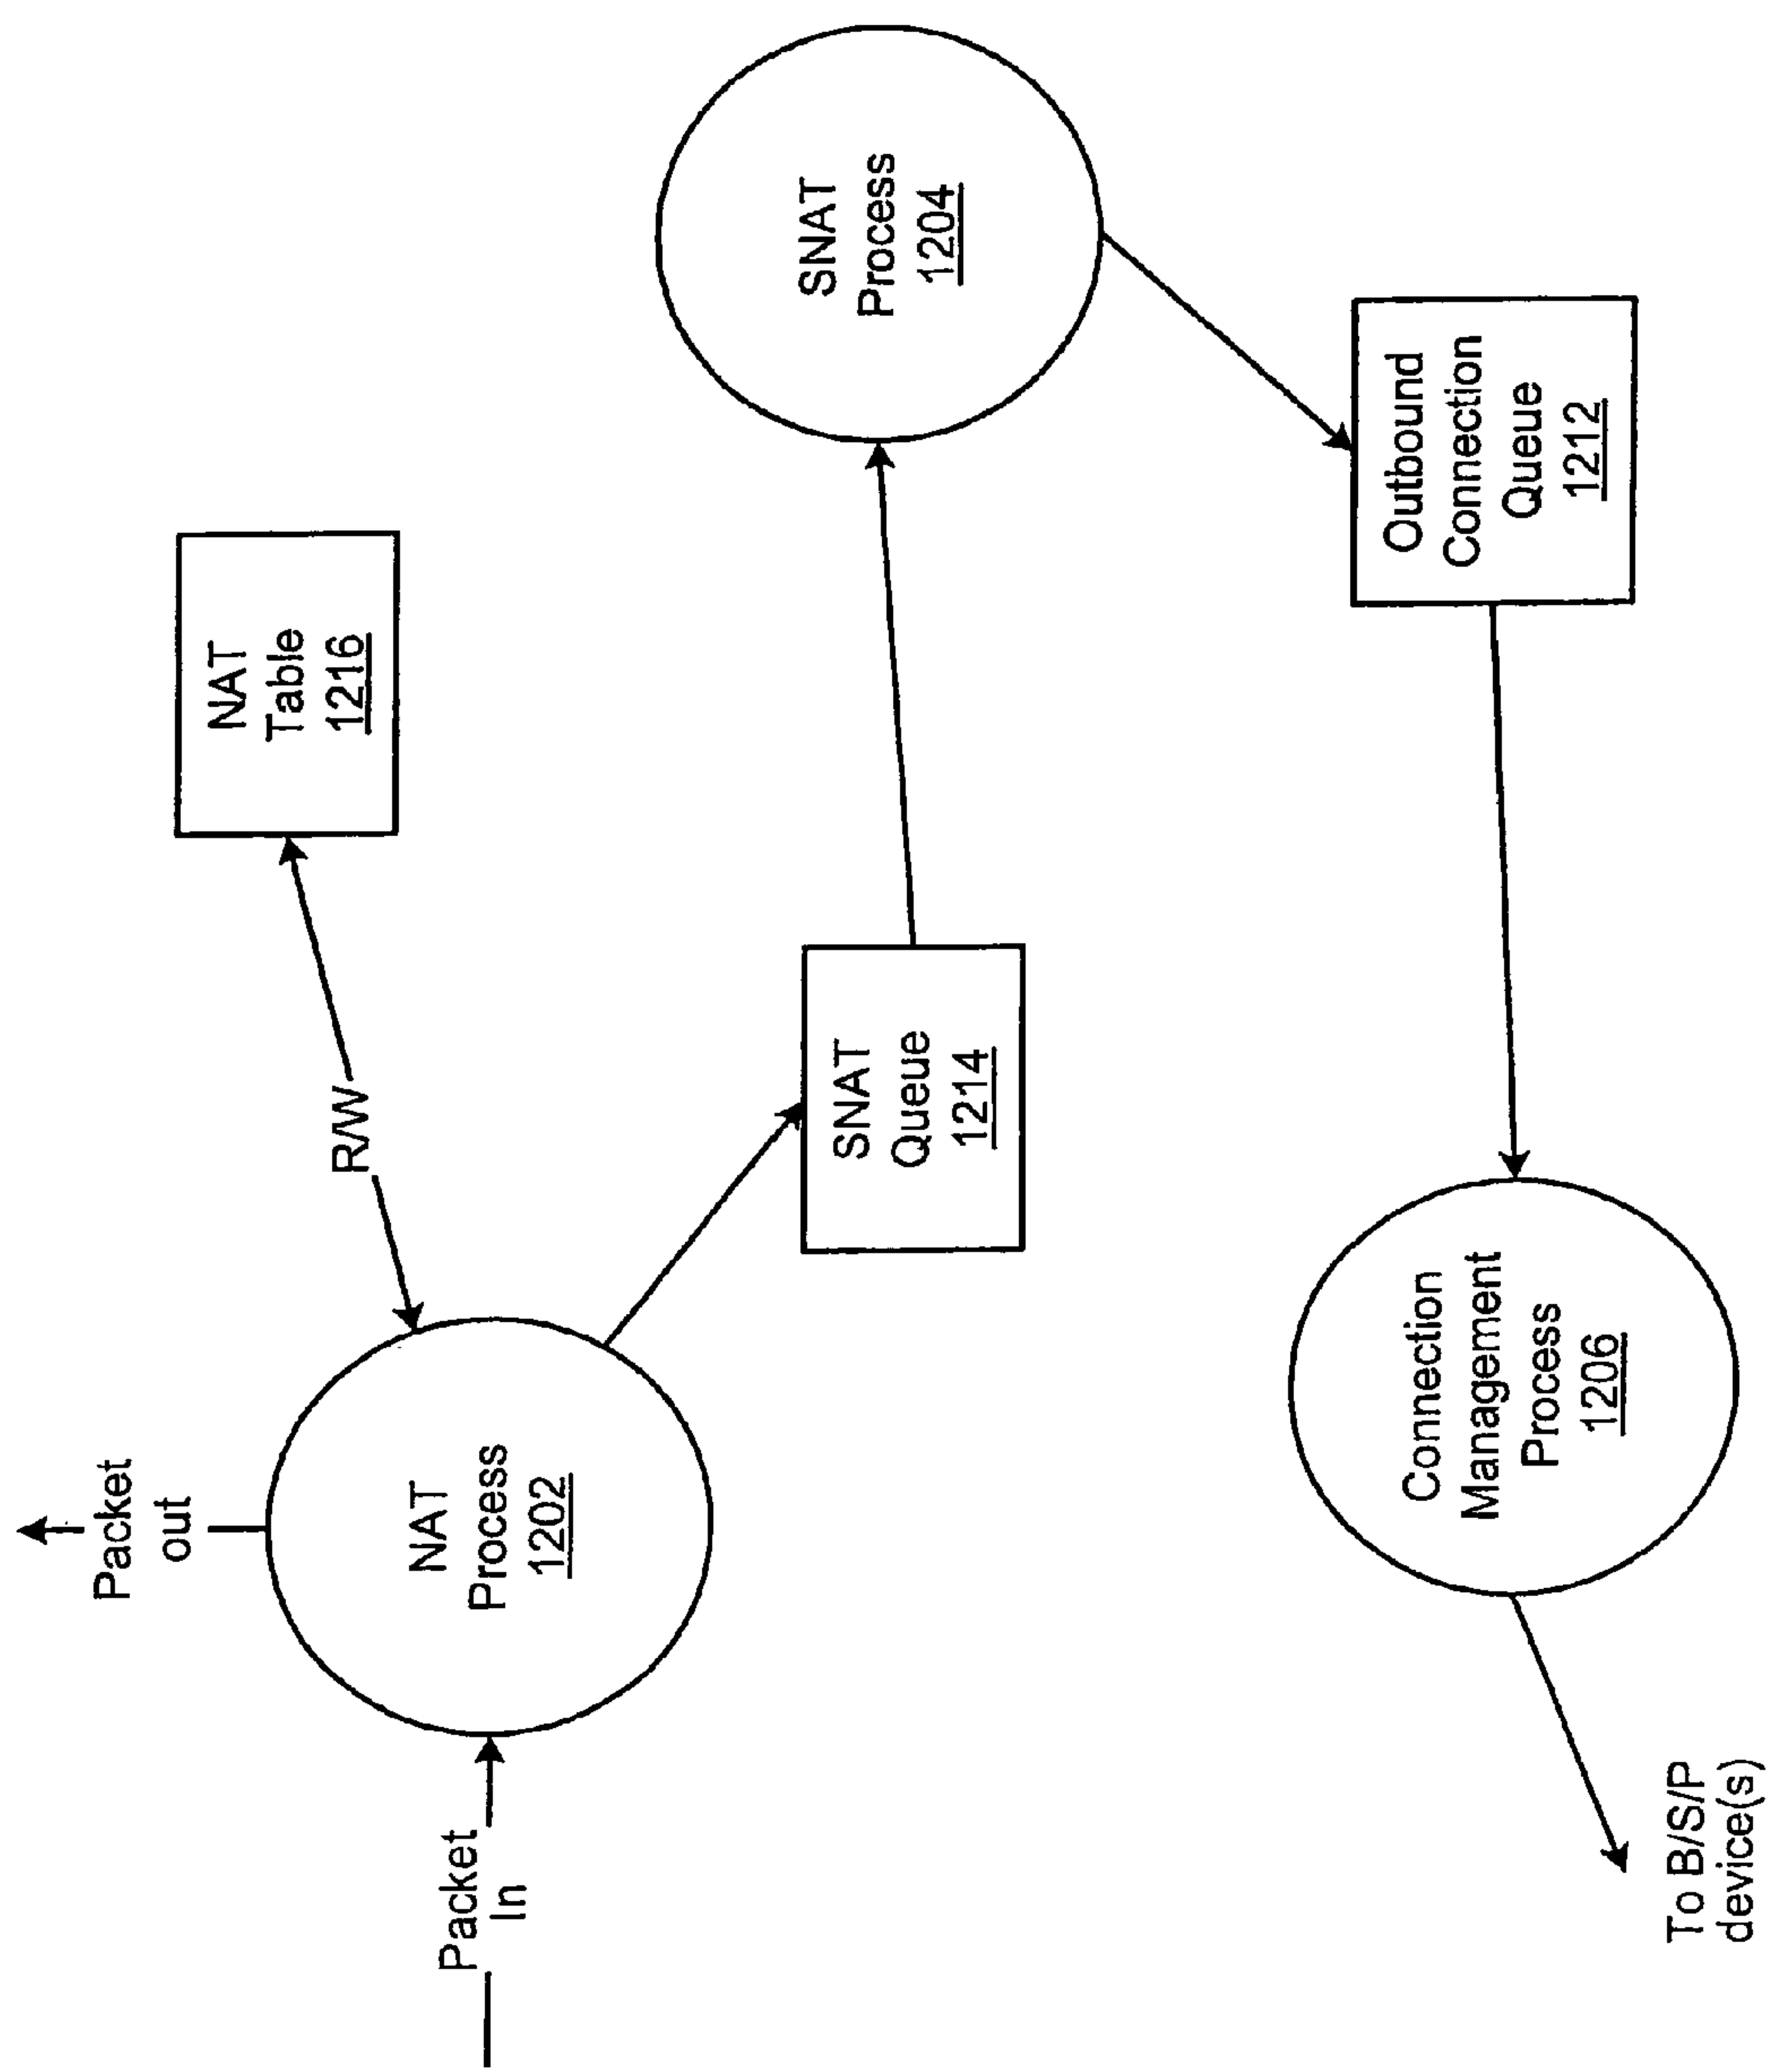 Packet
out
NAT
Process
1202
Packet
In
R/W
NAT
Table
1216
SNAT
Queue
1214
SNAT
Process
1204
Outbound
Connection
Queue
1212
Connection
Management
Process
1206
To B/S/P
device(s)